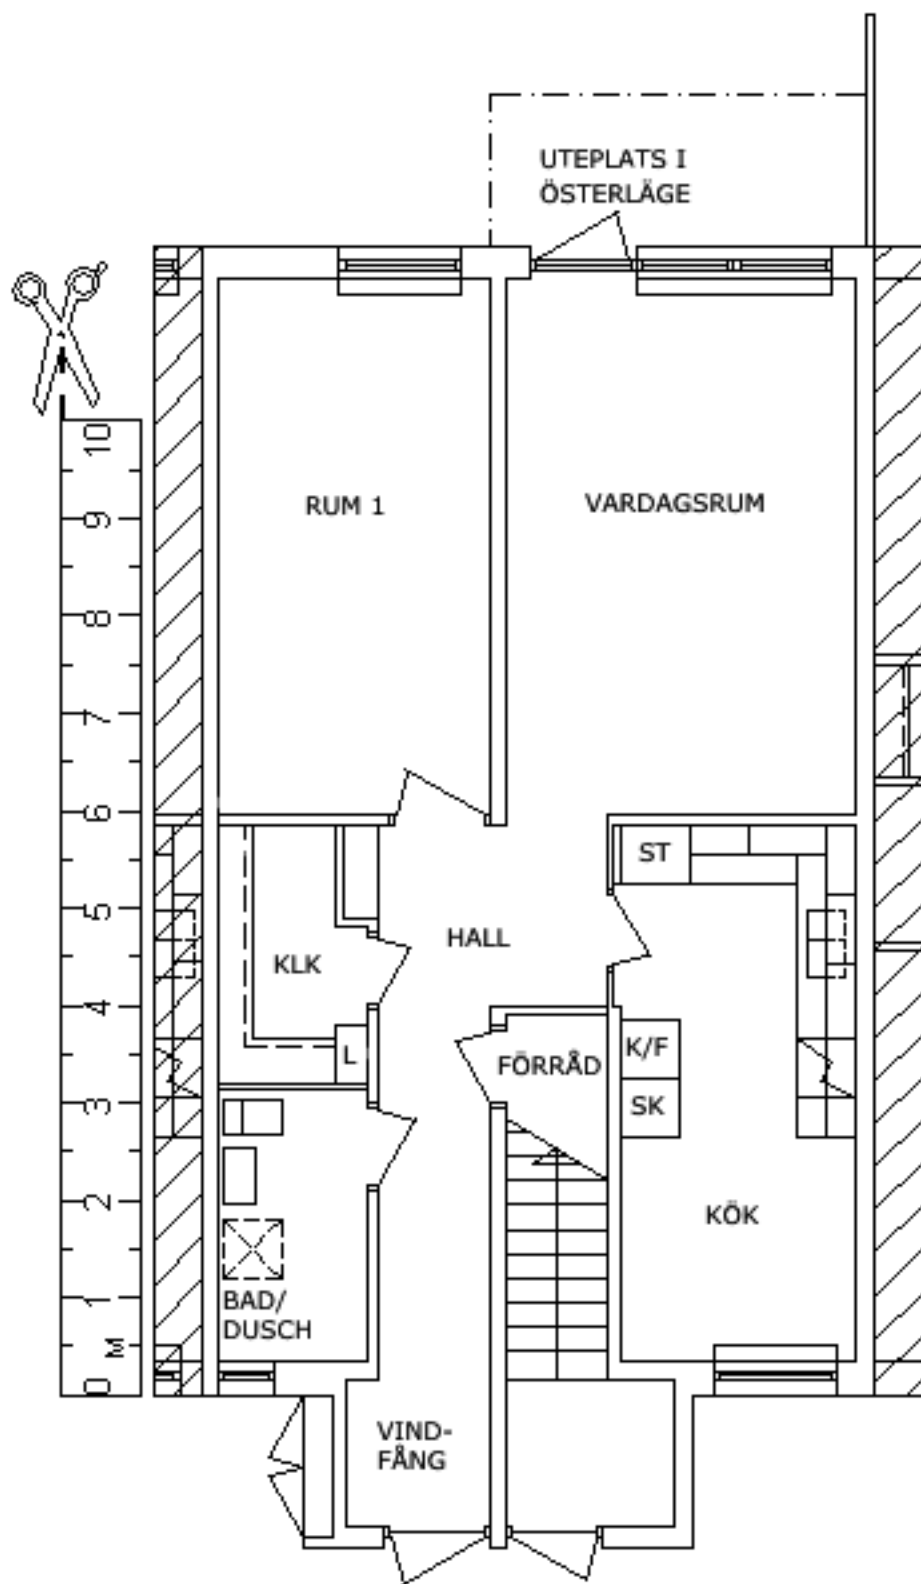 UTEPLATS I
ÖSTERLÄGE
RUM 1
VARDAGSRUM
10
9
8
7
6
5
4
3
2
1
M
0
ST
HALL
KLK
L
FÖRRÅD
K/F
SK
KÖK
BAD/
DUSCH
VIND-
FÅNG